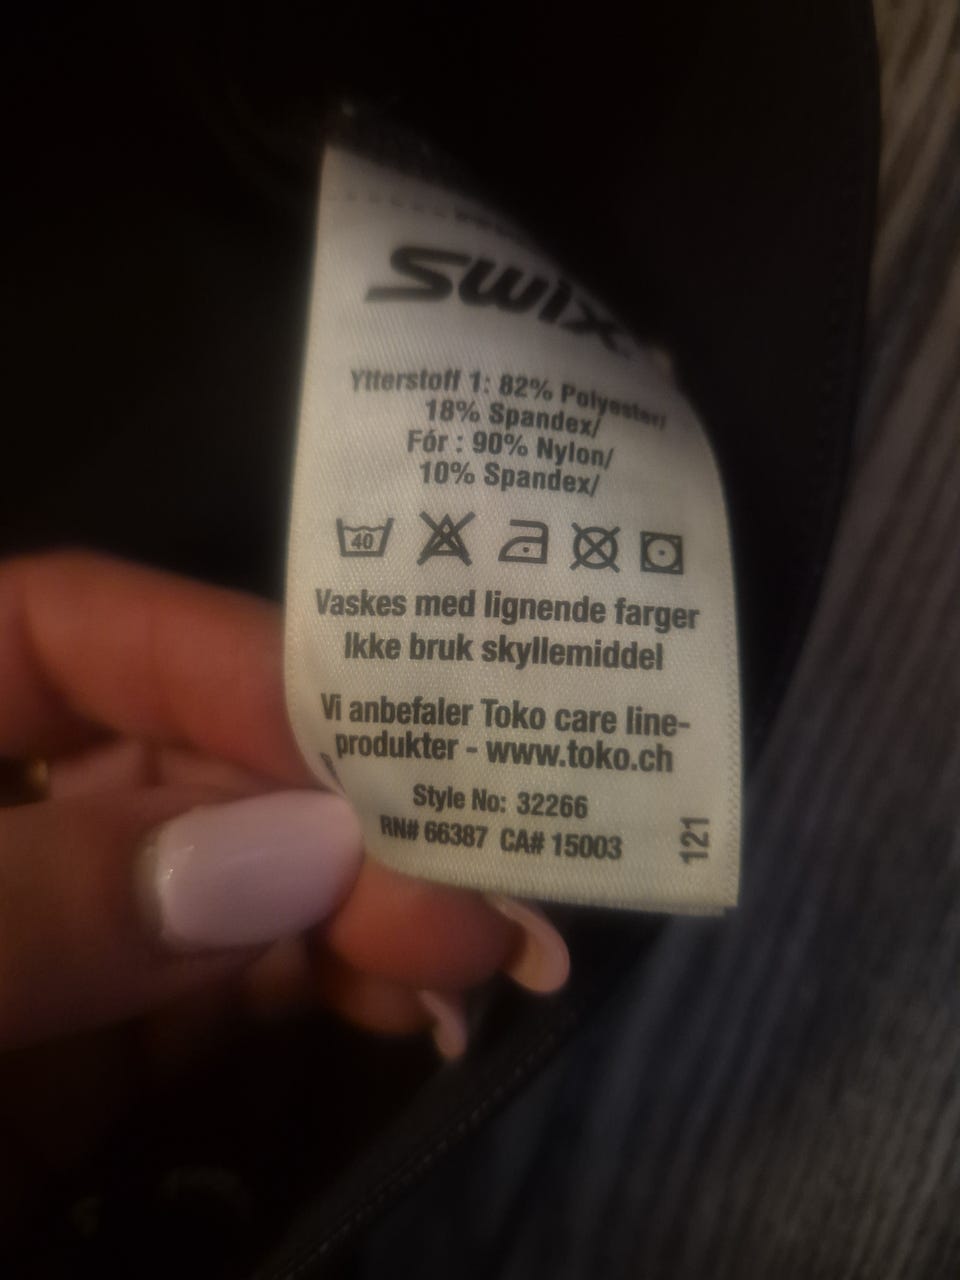 Swix
Ytterstoff 1: 82% Polyester/
18% Spandex/
Fór : 90% Nylon/
10% Spandex/
40
Vaskes med lignende farger
Ikke bruk skyllemiddel
Vi anbefaler Toko care line-
produkter - www.toko.ch
Style No: 32266
RN# 66387 CA# 15003
121